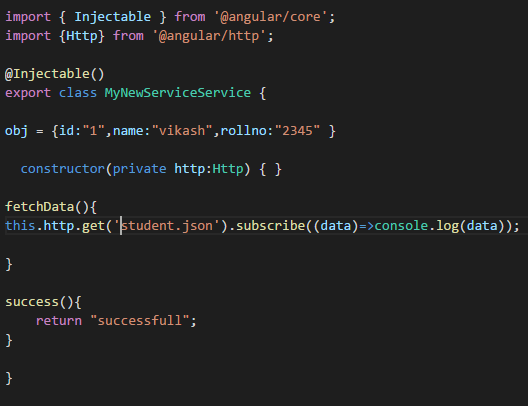 import { Injectable } from '@angular/core';
import {Http} from '@angular/http';
@Injectable()
export class MyNewServiceService {
obj = {id:"1",name:"vikash",rollno:"2345" }
constructor(private http:Http) { }
fetchData(){
this.http.get('student.json').subscribe((data)=>console.log(data));
}
success(){
return "successfull";
}
}